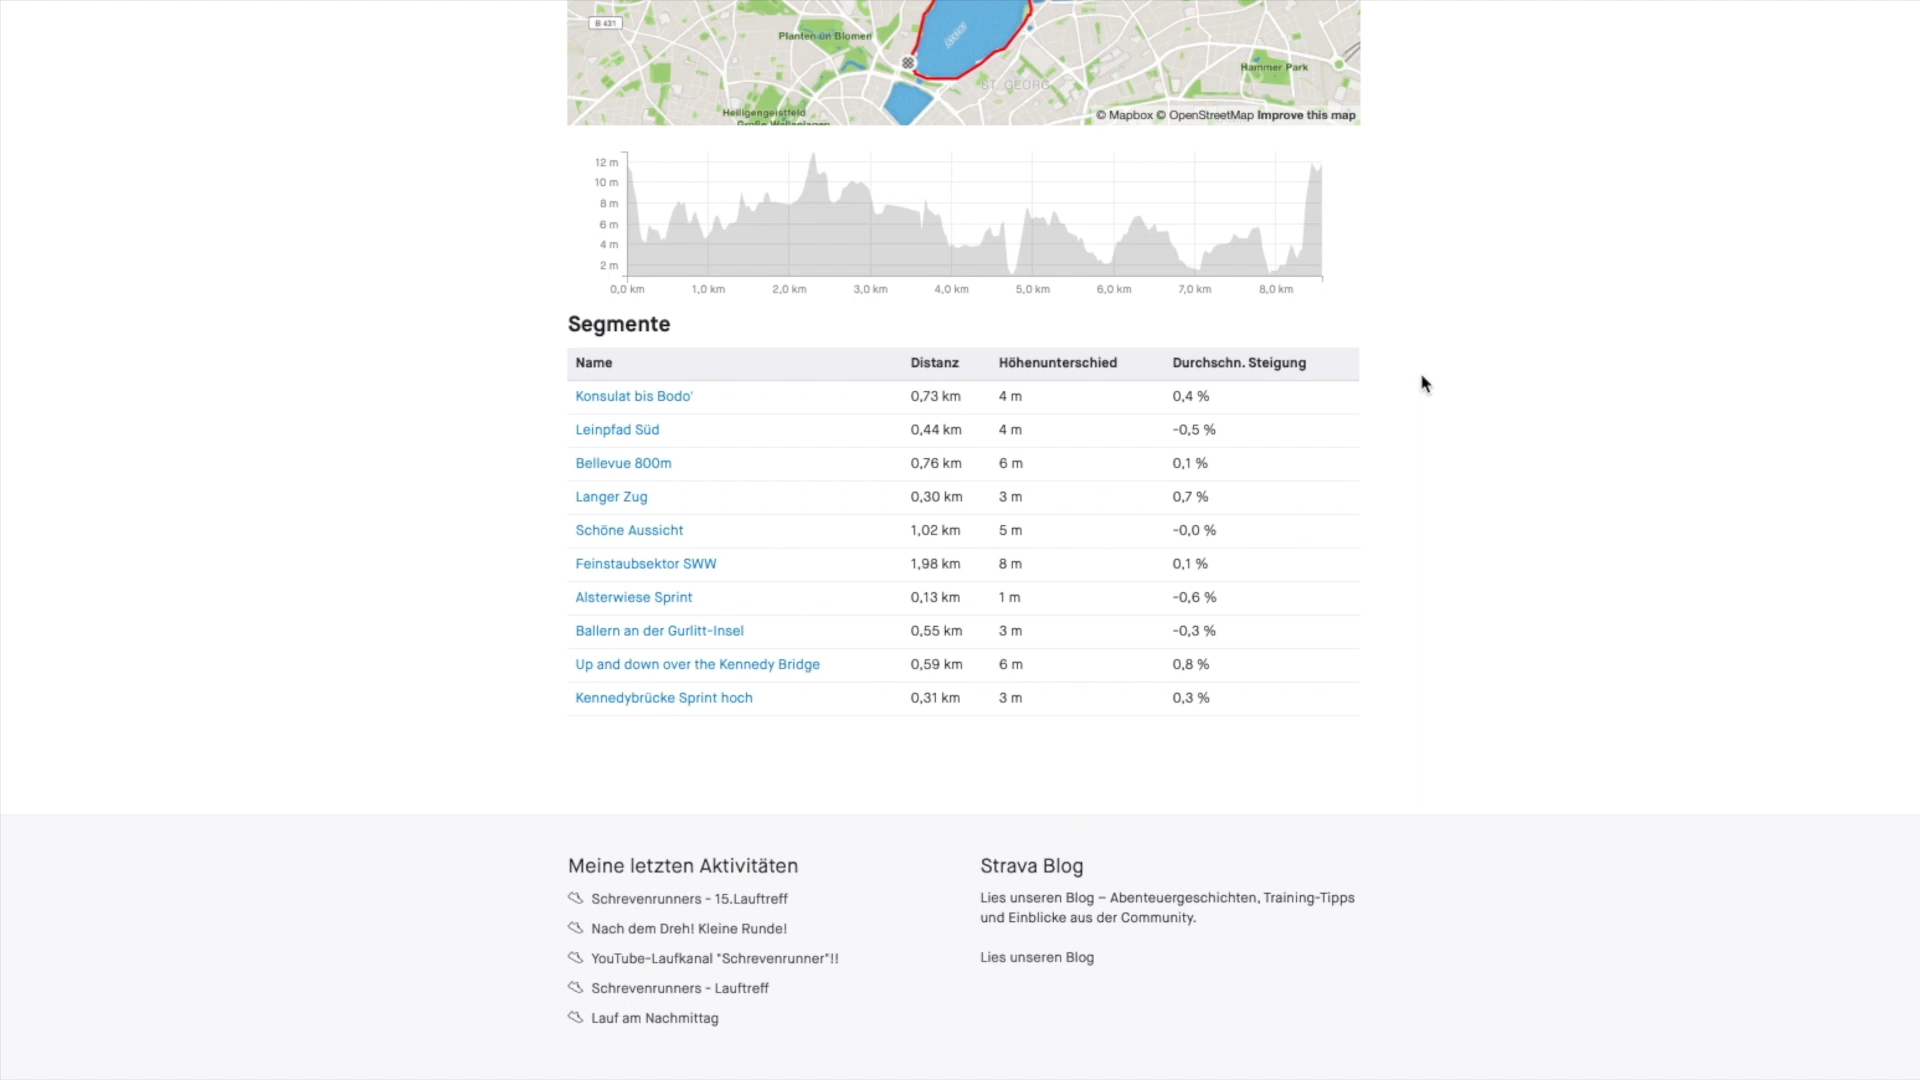 B 431
Planten un Blomen
Alster
ST. GEORG
Hammer Park
Heiligengeistfeld
Große Wallanlagen
© Mapbox © OpenStreetMap Improve this map
12 m
10 m
8 m
6 m
4 m
2 m
0,0 km 1,0 km 2,0 km 3,0 km 4,0 km 5,0 km 6,0 km 7,0 km 8,0 km
Segmente
Name Distanz Höhenunterschied Durchschn. Steigung
Konsulat bis Bodo' 0,73 km 4 m 0,4 %
Leinpfad Süd 0,44 km 4 m -0,5 %
Bellevue 800m 0,76 km 6 m 0,1 %
Langer Zug 0,30 km 3 m 0,7 %
Schöne Aussicht 1,02 km 5 m -0,0 %
Feinstaubsektor SWW 1,98 km 8 m 0,1 %
Alsterwiese Sprint 0,13 km 1 m -0,6 %
Ballern an der Gurlitt-Insel 0,55 km 3 m -0,3 %
Up and down over the Kennedy Bridge 0,59 km 6 m 0,8 %
Kennedybrücke Sprint hoch 0,31 km 3 m 0,3 %
Meine letzten Aktivitäten
Schrevenrunners - 15.Lauftreff
Nach dem Dreh! Kleine Runde!
YouTube-Laufkanal "Schrevenrunner"!!
Schrevenrunners - Lauftreff
Lauf am Nachmittag
Strava Blog
Lies unseren Blog – Abenteuergeschichten, Training-Tipps
und Einblicke aus der Community.
Lies unseren Blog